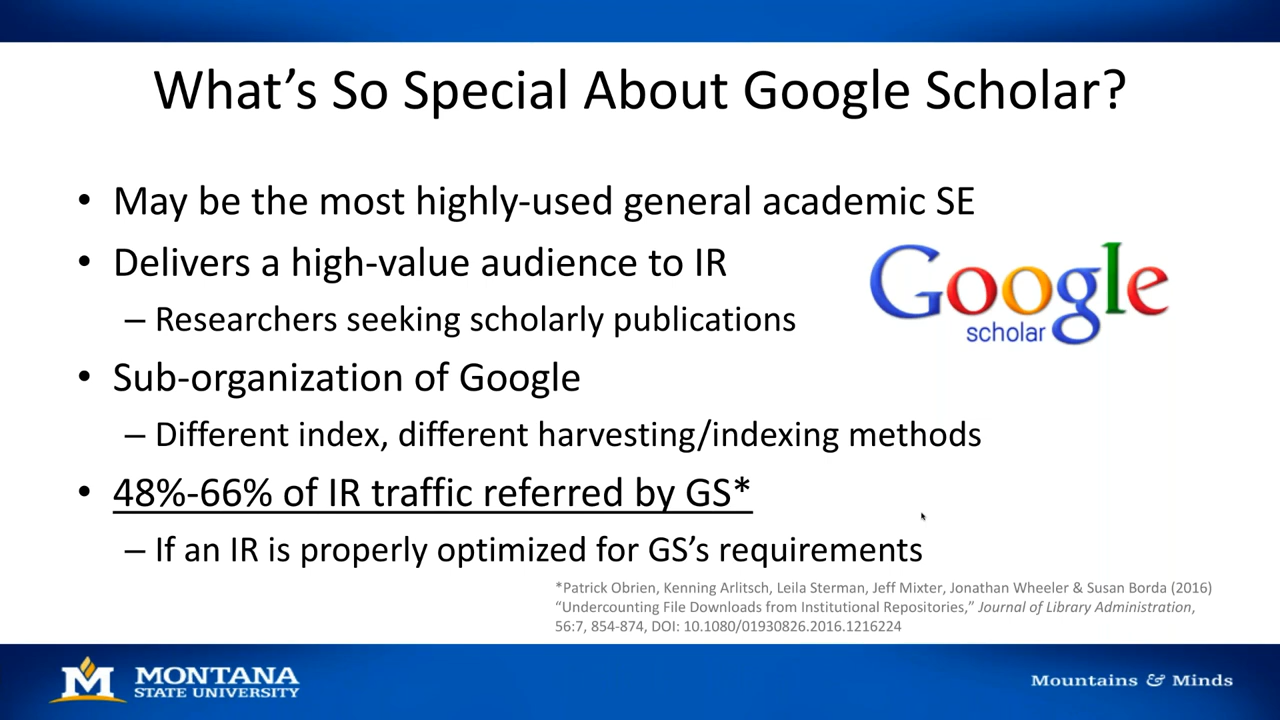 What's So Special About Google Scholar?
• May be the most highly-used general academic SE
• Delivers a high-value audience to IR
– Researchers seeking scholarly publications
Google
scholar
• Sub-organization of Google
– Different index, different harvesting/indexing methods
• 48%-66% of IR traffic referred by GS*
– If an IR is properly optimized for GS's requirements
*Patrick Obrien, Kenning Arlitsch, Leila Sterman, Jeff Mixter, Jonathan Wheeler & Susan Borda (2016)
“Undercounting File Downloads from Institutional Repositories,” Journal of Library Administration,
56:7, 854-874, DOI: 10.1080/01930826.2016.1216224
M MONTANA
STATE UNIVERSITY
Mountains & Minds